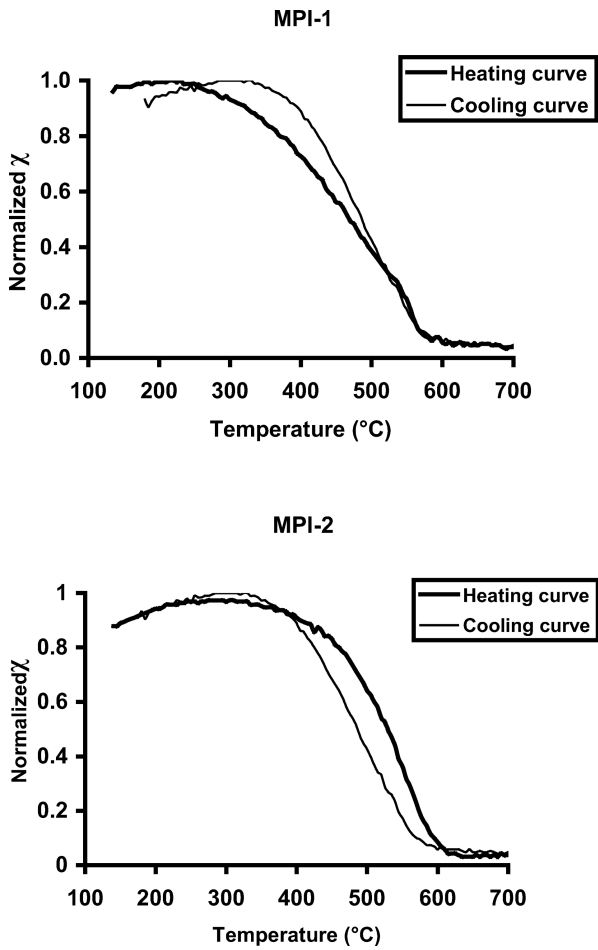 MPI-1
Heating curve
Cooling curve
Normalized χ
1.0
0.8
0.6
0.4
0.2
0.0
100 200 300 400 500 600 700
Temperature (°C)
MPI-2
Heating curve
Cooling curve
Normalizedχ
1
0.8
0.6
0.4
0.2
0
100 200 300 400 500 600 700
Temperature (°C)